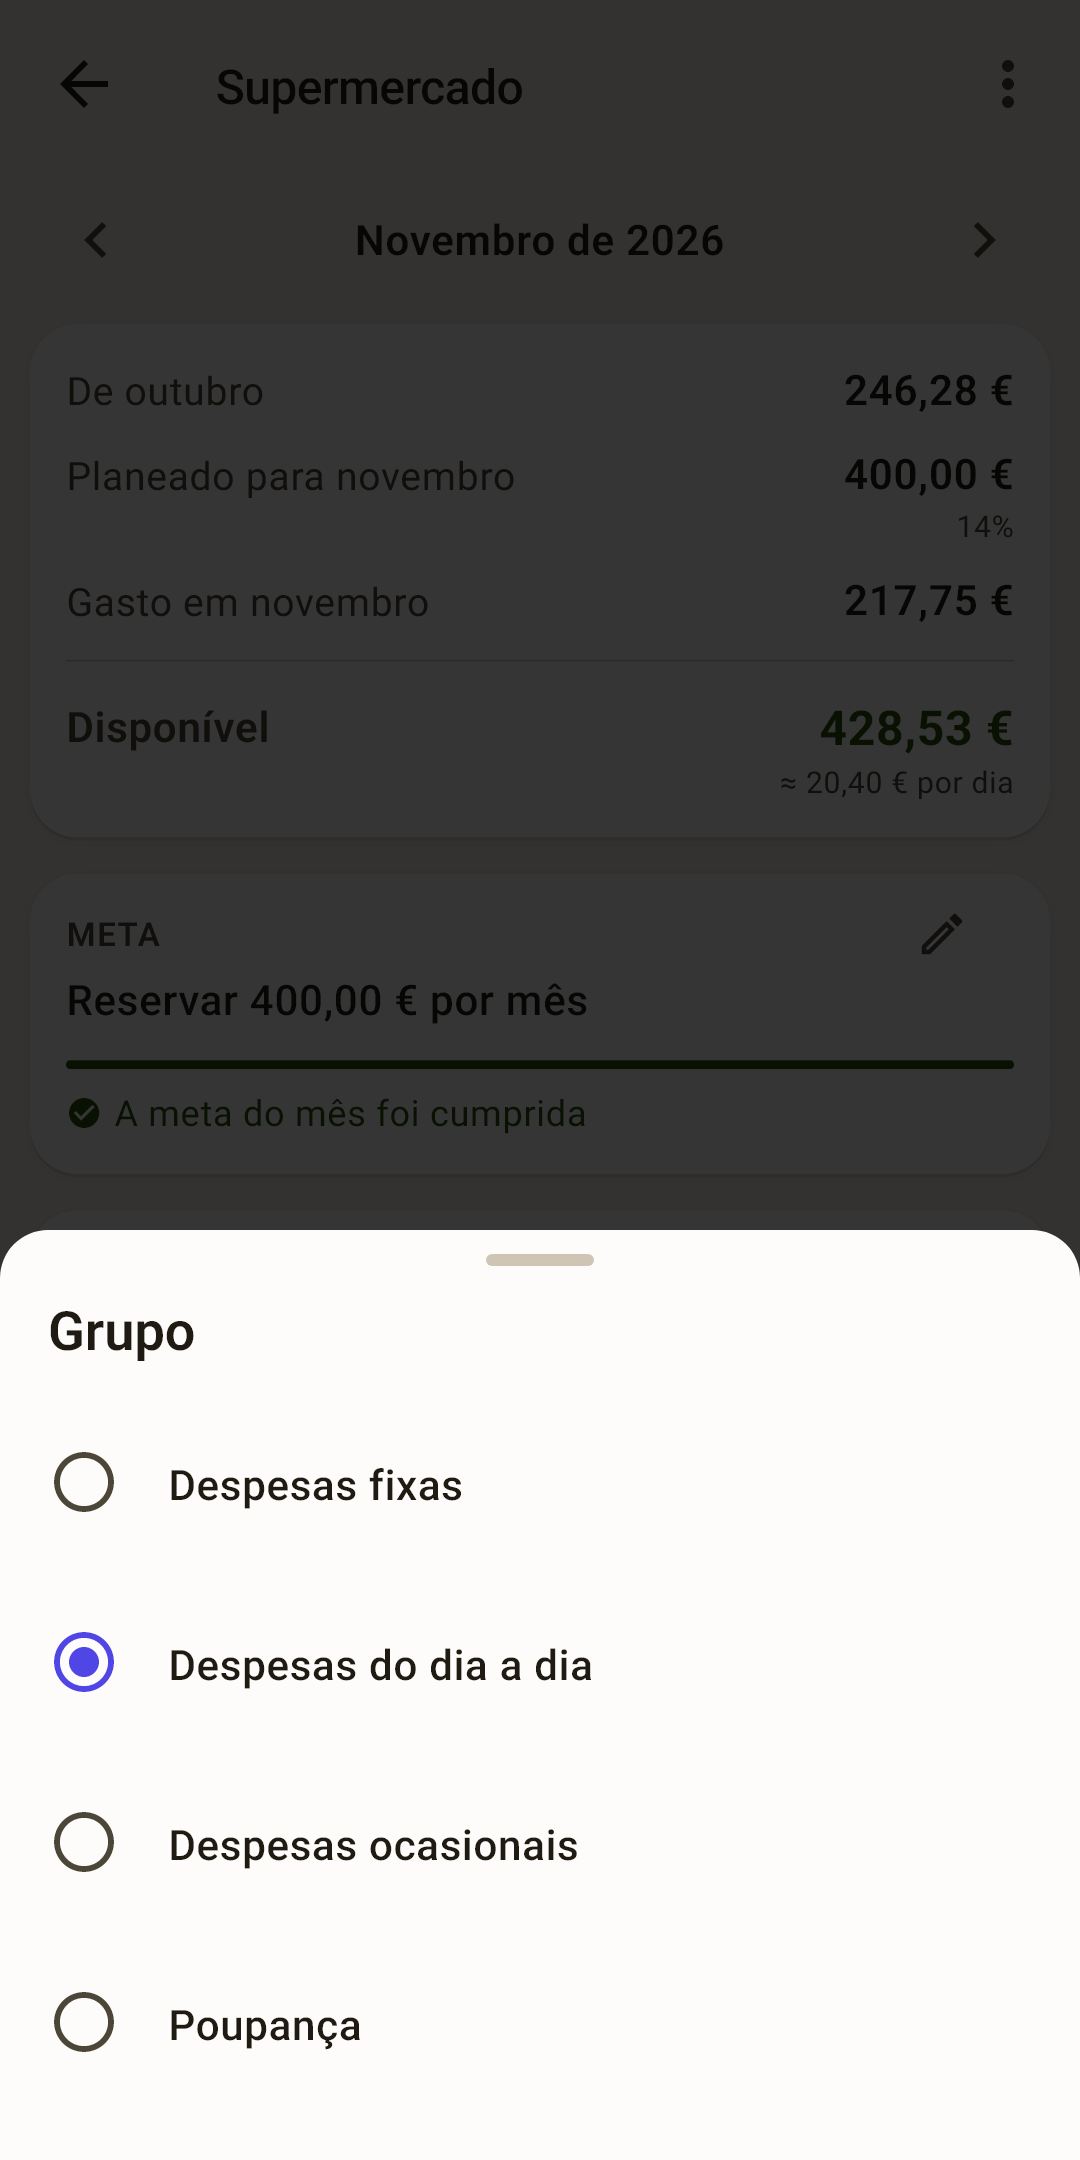 Supermercado
Novembro de 2026
De outubro 246,28 €
Planeado para novembro 400,00 €
14%
Gasto em novembro 217,75 €
Disponível 428,53 €
≈ 20,40 € por dia
META
Reservar 400,00 € por mês
A meta do mês foi cumprida
Grupo
Despesas fixas
Despesas do dia a dia
Despesas ocasionais
Poupança